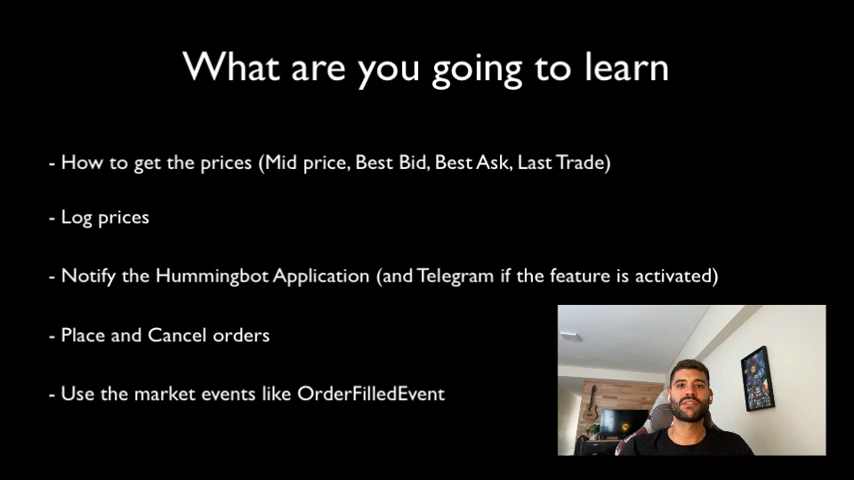 What are you going to learn
- How to get the prices (Mid price, Best Bid, Best Ask, Last Trade)
- Log prices
- Notify the Hummingbot Application (and Telegram if the feature is activated)
- Place and Cancel orders
- Use the market events like OrderFilledEvent